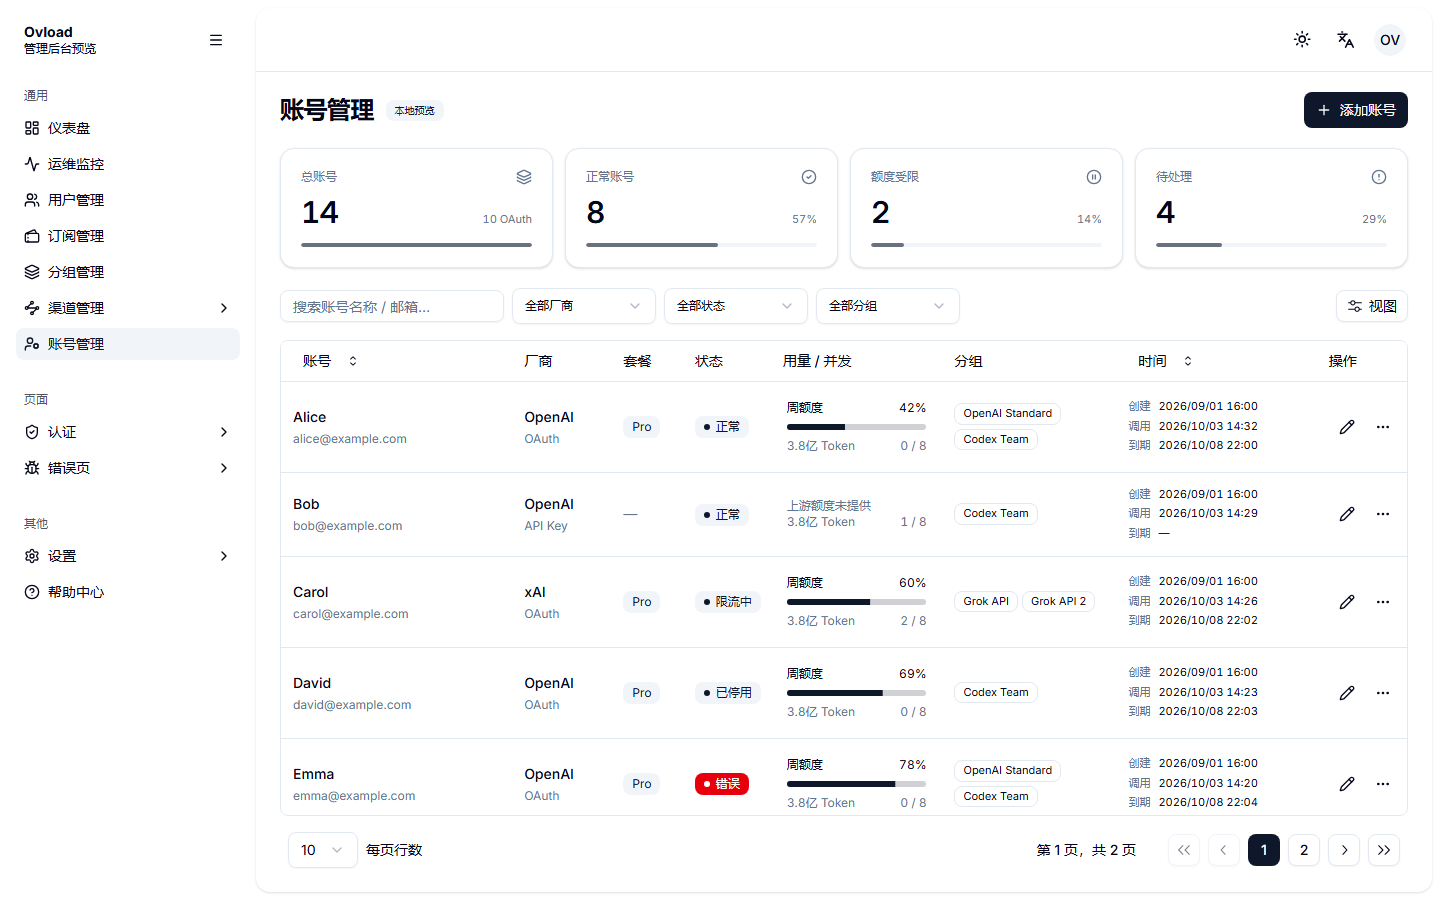 Ovload
管理后台预览
通用
仪表盘
运维监控
用户管理
订阅管理
分组管理
渠道管理
账号管理
页面
认证
错误页
其他
设置
帮助中心
OV
账号管理 本地预览
添加账号
总账号
14 10 OAuth
正常账号
8 57%
额度受限
2 14%
待处理
4 29%
搜索账号名称 / 邮箱... 全部厂商 全部状态 全部分组 视图
账号 厂商 套餐 状态 用量 / 并发 分组 时间 操作
Alice
alice@example.com
OpenAI
OAuth
Pro
正常
周额度 42%
3.8亿 Token 0 / 8
OpenAI Standard
Codex Team
创建 2026/09/01 16:00
调用 2026/10/03 14:32
到期 2026/10/08 22:00
Bob
bob@example.com
OpenAI
API Key
—
正常
上游额度未提供
3.8亿 Token 1 / 8
Codex Team
创建 2026/09/01 16:00
调用 2026/10/03 14:29
到期 —
Carol
carol@example.com
xAI
OAuth
Pro
限流中
周额度 60%
3.8亿 Token 2 / 8
Grok API Grok API 2
创建 2026/09/01 16:00
调用 2026/10/03 14:26
到期 2026/10/08 22:02
David
david@example.com
OpenAI
OAuth
Pro
已停用
周额度 69%
3.8亿 Token 0 / 8
Codex Team
创建 2026/09/01 16:00
调用 2026/10/03 14:23
到期 2026/10/08 22:03
Emma
emma@example.com
OpenAI
OAuth
Pro
错误
周额度 78%
3.8亿 Token 0 / 8
OpenAI Standard
Codex Team
创建 2026/09/01 16:00
调用 2026/10/03 14:20
到期 2026/10/08 22:04
10 每页行数
第 1 页，共 2 页
1 2